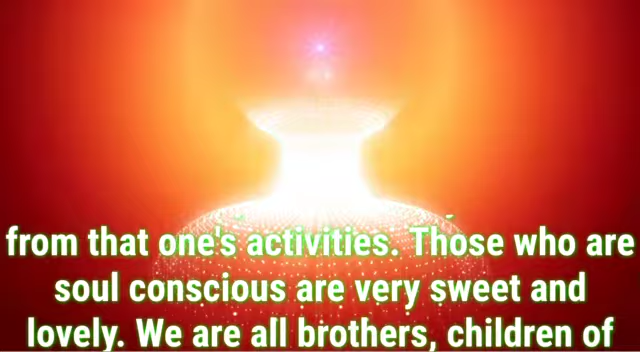 from that one's activities. Those who are
soul conscious are very sweet and
lovely. We are all brothers, children of